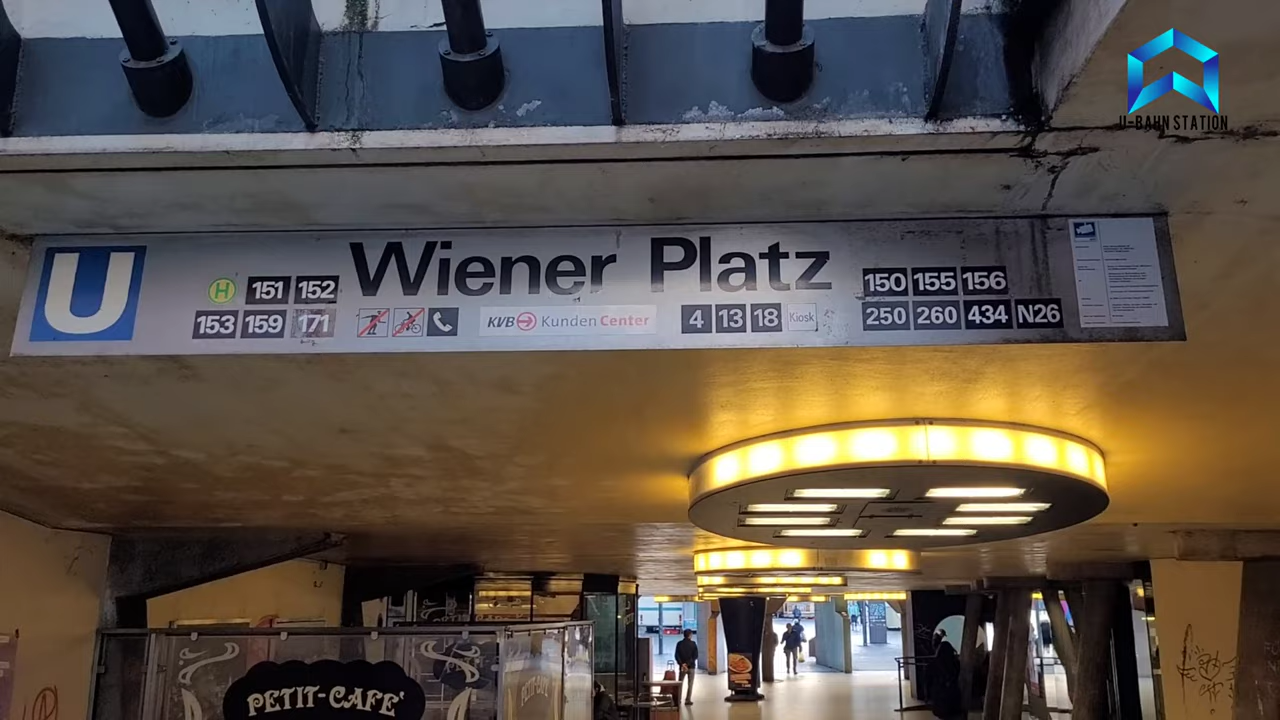 U-BAHN STATION
U
Wiener Platz
H 151 152
153 159 171
KVB Kunden Center
4 13 18 Kiosk
150 155 156
250 260 434 N26
PETIT-CAFE'